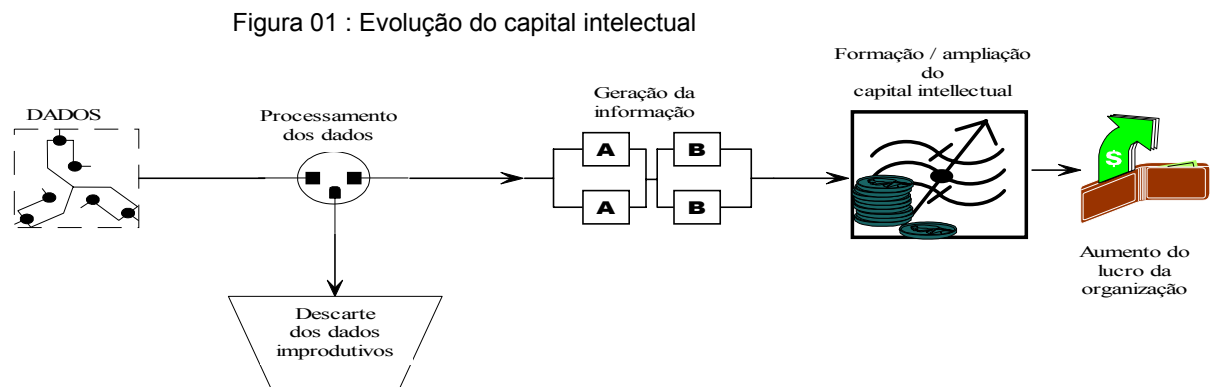 Figura 01 : Evolução do capital intelectual
DADOS
Processamento
dos dados
Descarte
dos dados
improdutivos
Geração da
informação
A
B
A
B
Formação / ampliação
do
capital intellectual
$
Aumento do
lucro da
organização